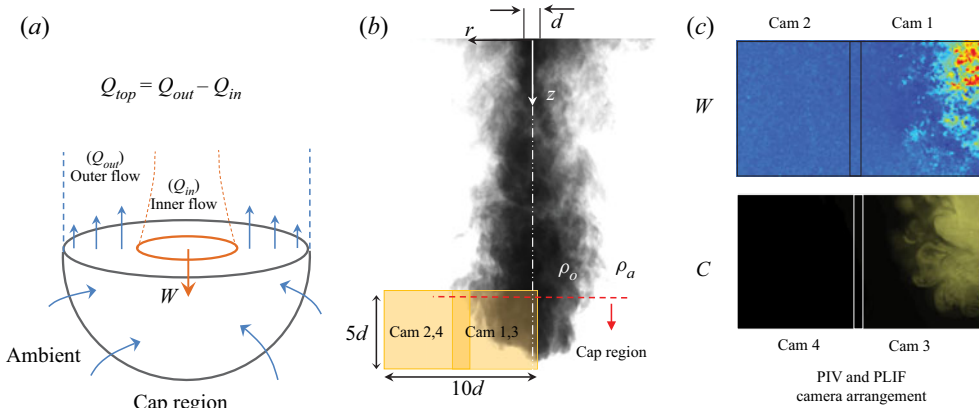 (a)
Q_top = Q_out – Q_in
(Q_out)
Outer flow
(Q_in)
Inner flow
W
Ambient
Cap region
(b)
d
r
z
ρ_o
ρ_a
Cam 2,4
Cam 1,3
5d
10d
Cap region
(c)
Cam 2
Cam 1
W
C
Cam 4
Cam 3
PIV and PLIF
camera arrangement